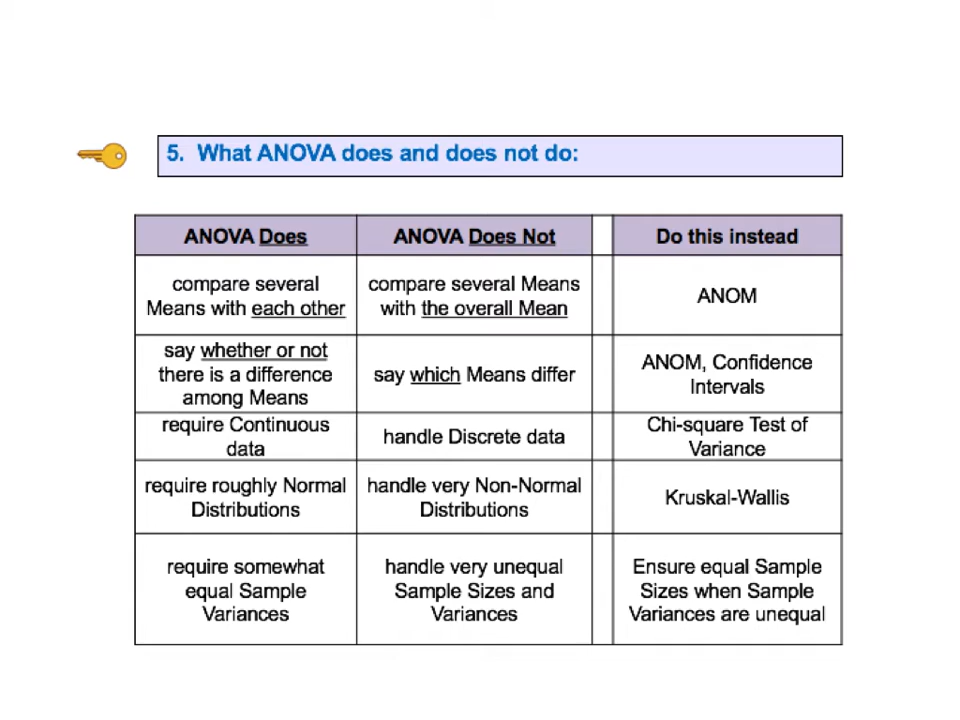 5. What ANOVA does and does not do:
ANOVA Does
ANOVA Does Not
Do this instead
compare several
Means with each other
compare several Means
with the overall Mean
ANOM
say whether or not
there is a difference
among Means
say which Means differ
ANOM, Confidence
Intervals
require Continuous
data
handle Discrete data
Chi-square Test of
Variance
require roughly Normal
Distributions
handle very Non-Normal
Distributions
Kruskal-Wallis
require somewhat
equal Sample
Variances
handle very unequal
Sample Sizes and
Variances
Ensure equal Sample
Sizes when Sample
Variances are unequal